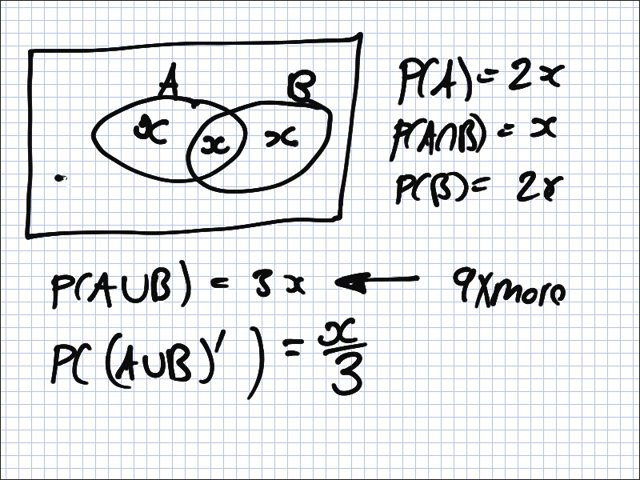 A B
x x x
P(A) = 2x
P(A∩B) = x
P(B) = 2x
P(A∪B) = 3x ← 9x more
P( (A∪B)' ) = x/3